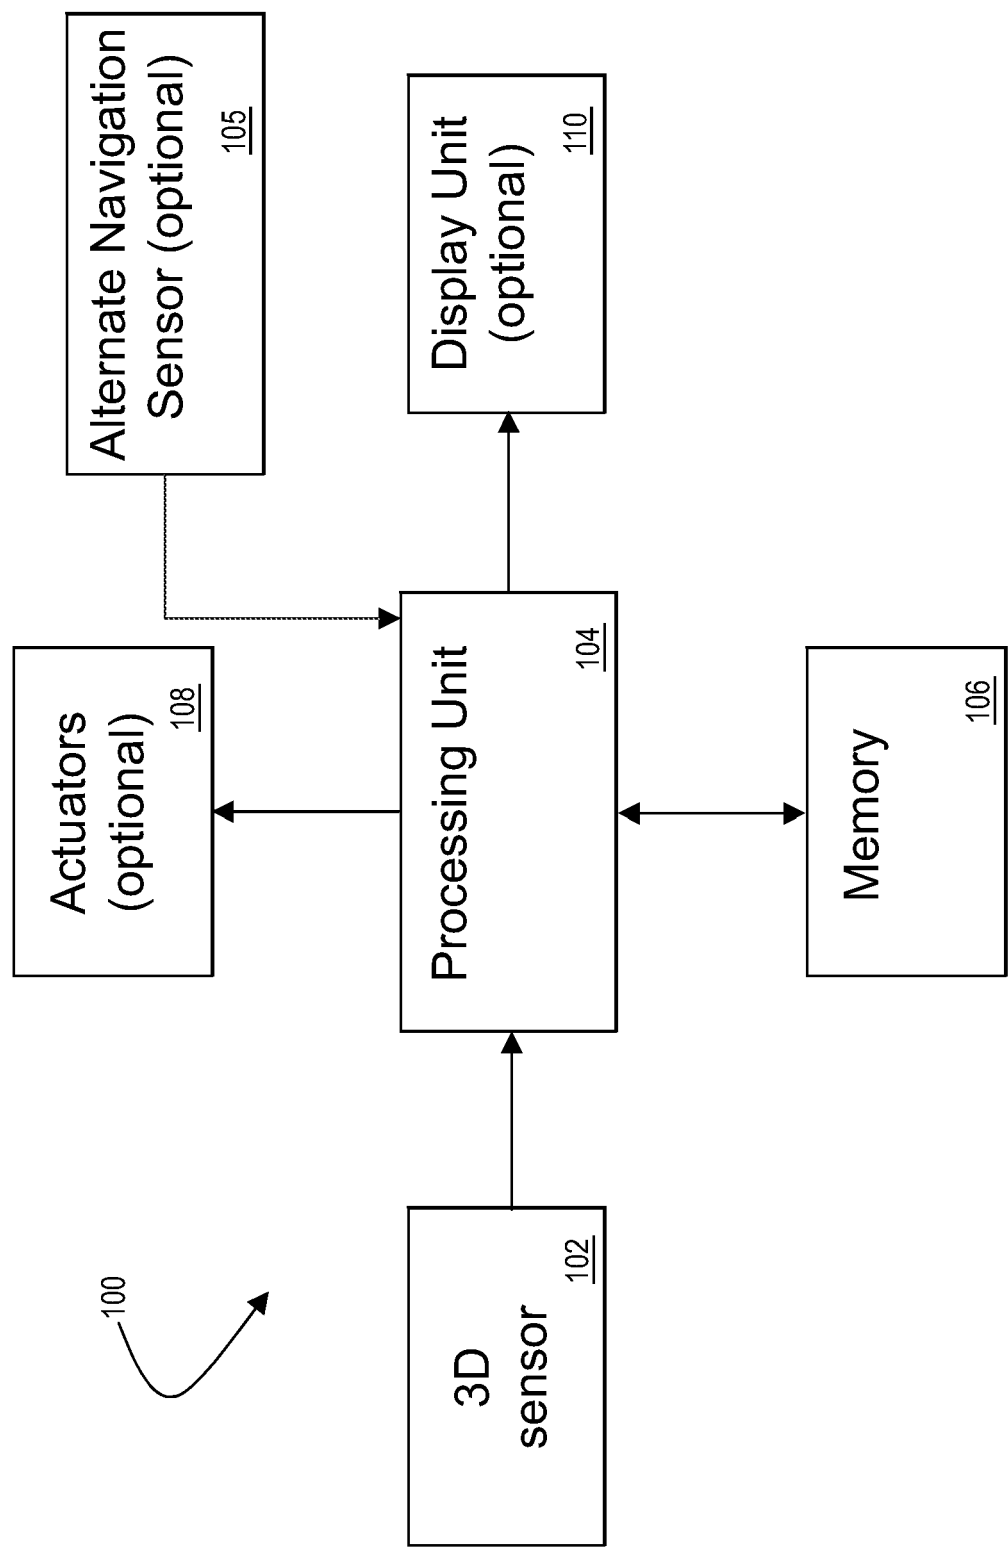 100
Actuators
(optional)
108
Alternate Navigation
Sensor (optional)
105
3D
sensor
102
Processing Unit
104
Display Unit
(optional)
110
Memory
106